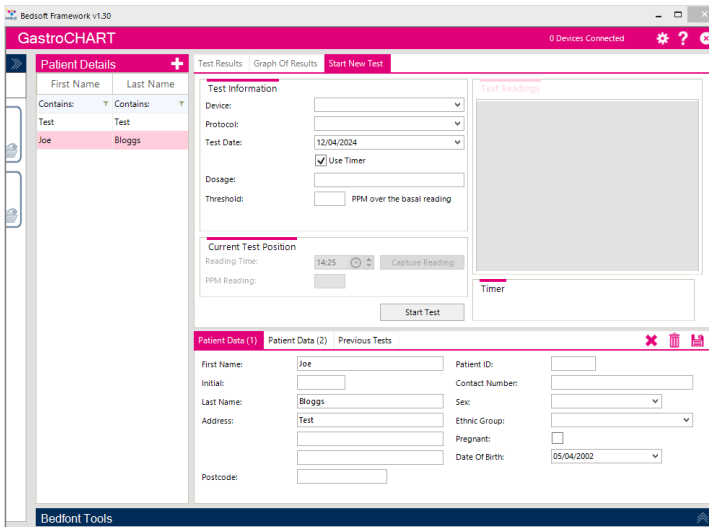 Bedsoft Framework v1.30
GastroCHART
0 Devices Connected
Patient Details
First Name Last Name
Contains: Contains:
Test Test
Joe Bloggs
Test Results Graph Of Results Start New Test
Test Information
Device:
Protocol:
Test Date: 12/04/2024
Use Timer
Dosage:
Threshold: PPM over the basal reading
Current Test Position
Reading Time: 14:25 Capture Reading
PPM Reading:
Start Test
Test Readings
Timer
Patient Data (1) Patient Data (2) Previous Tests
First Name: Joe Patient ID:
Initial: Contact Number:
Last Name: Bloggs Sex:
Address: Test Ethnic Group:
Pregnant:
Date Of Birth: 05/04/2002
Postcode:
Bedfont Tools